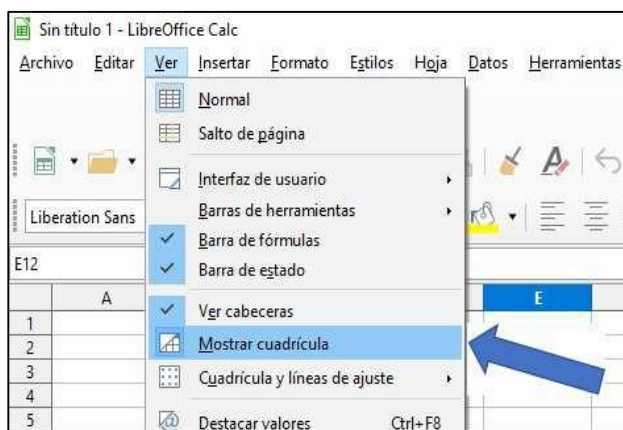 Sin título 1 - LibreOffice Calc
Archivo Editar Ver Insertar Formato Estilos Hoja Datos Herramientas
Normal
Salto de página
Interfaz de usuario
Barras de herramientas
Liberation Sans
Barra de fórmulas
Barra de estado
E12
Ver cabeceras
A E
Mostrar cuadrícula
Cuadrícula y líneas de ajuste
Destacar valores Ctrl+F8
1
2
3
4
5